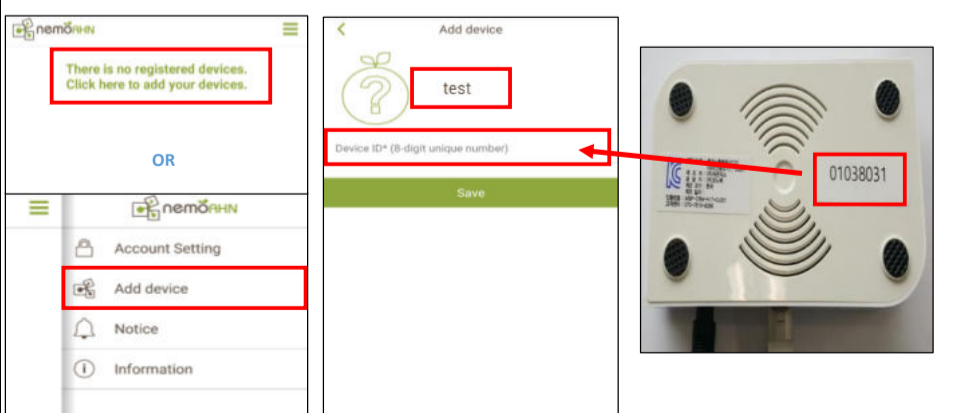 nemoAHN
There is no registered devices.
Click here to add your devices.
OR
nemoAHN
Account Setting
Add device
Notice
Information
Add device
test
Device ID* (8-digit unique number)
Save
01038031